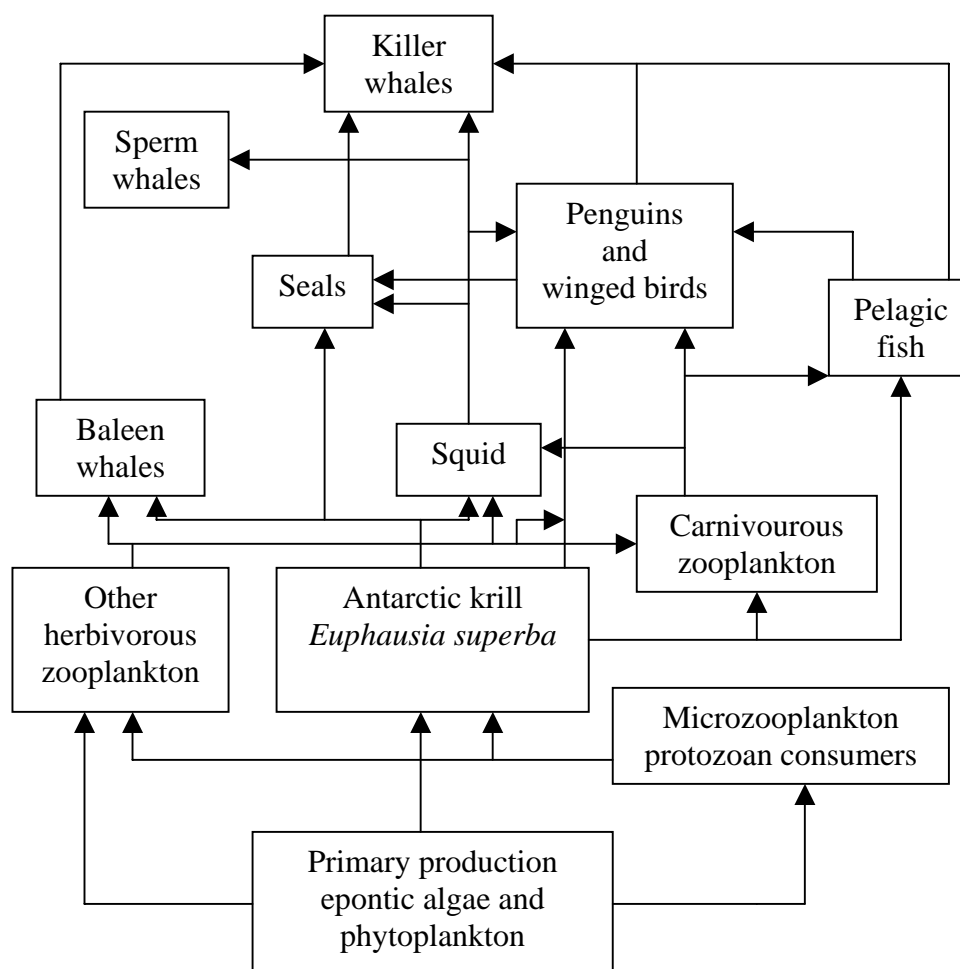 Killer
whales
Sperm
whales
Penguins
and
winged birds
Seals
Pelagic
fish
Baleen
whales
Squid
Carnivourous
zooplankton
Other
herbivorous
zooplankton
Antarctic krill
Euphausia superba
Microzooplankton
protozoan consumers
Primary production
epontic algae and
phytoplankton